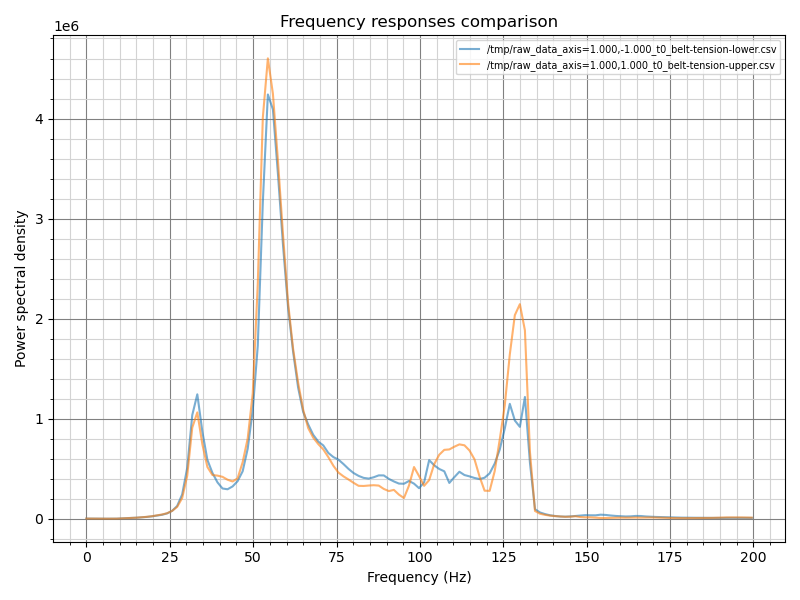 Frequency responses comparison
1e6
/tmp/raw_data_axis=1.000,-1.000_t0_belt-tension-lower.csv
/tmp/raw_data_axis=1.000,1.000_t0_belt-tension-upper.csv
4
3
2
1
0
Power spectral density
0 25 50 75 100 125 150 175 200
Frequency (Hz)